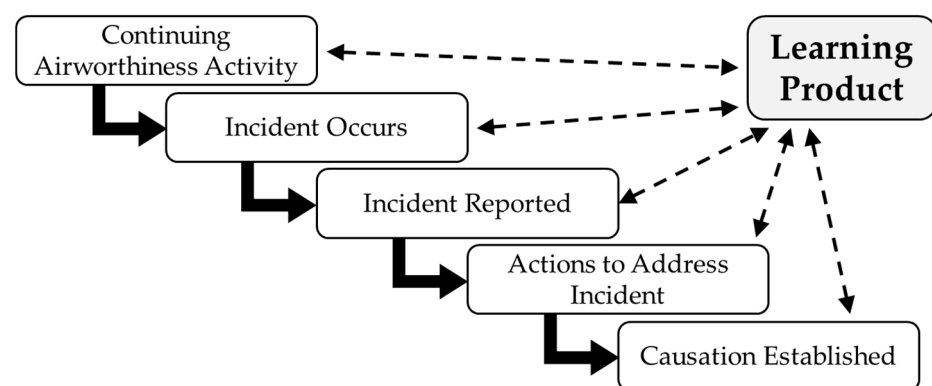 Continuing
Airworthiness Activity
Learning
Product
Incident Occurs
Incident Reported
Actions to Address
Incident
Causation Established